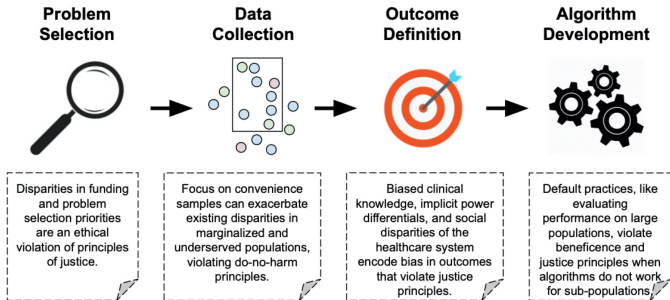 Problem
Selection
Data
Collection
Outcome
Definition
Algorithm
Development
Disparities in funding
and problem
selection priorities
are an ethical
violation of principles
of justice.
Focus on convenience
samples can exacerbate
existing disparities in
marginalized and
underserved populations,
violating do-no-harm
principles.
Biased clinical
knowledge, implicit power
differentials, and social
disparities of the
healthcare system
encode bias in outcomes
that violate justice
principles.
Default practices, like
evaluating
performance on large
populations, violate
beneficence and
justice principles when
algorithms do not work
for sub-populations.